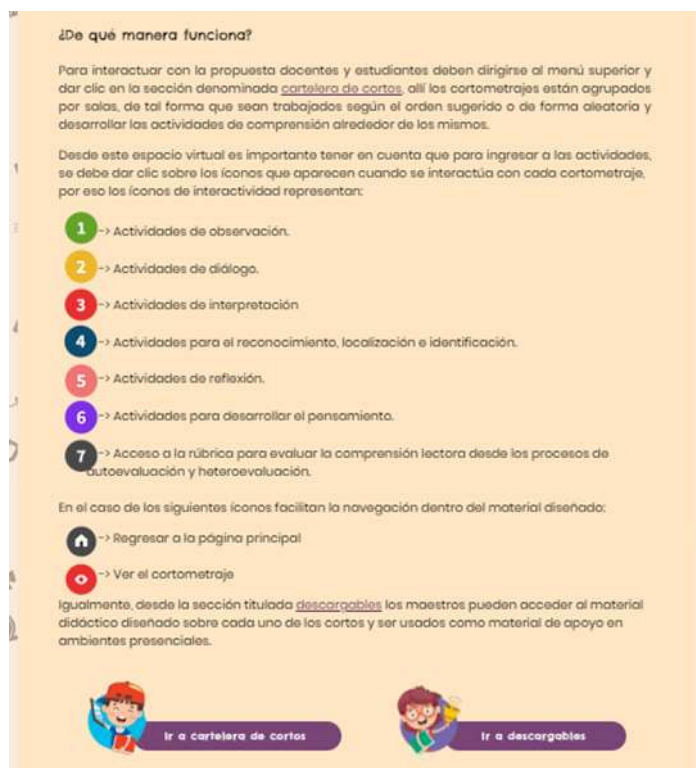 ¿De qué manera funciona?
Para interactuar con la propuesta docentes y estudiantes deben dirigirse al menú superior y
dar clic en la sección denominada cartelera de cortos, allí los cortometrajes están agrupados
por salas, de tal forma que sean trabajados según el orden sugerido o de forma aleatoria y
desarrollar las actividades de comprensión alrededor de los mismos.
Desde este espacio virtual es importante tener en cuenta que para ingresar a las actividades,
se debe dar clic sobre los íconos que aparecen cuando se interactúa con cada cortometraje,
por eso los íconos de interactividad representan:
1 -> Actividades de observación.
2 -> Actividades de diálogo.
3 -> Actividades de interpretación
4 -> Actividades para el reconocimiento, localización e identificación.
5 -> Actividades de reflexión.
6 -> Actividades para desarrollar el pensamiento.
7 -> Acceso a la rúbrica para evaluar la comprensión lectora desde los procesos de
autoevaluación y heteroevaluación.
En el caso de los siguientes íconos facilitan la navegación dentro del material diseñado:
-> Regresar a la página principal
-> Ver el cortometraje
Igualmente, desde la sección titulada descargables los maestros pueden acceder al material
didáctico diseñado sobre cada uno de los cortos y ser usados como material de apoyo en
ambientes presenciales.
Ir a cartelera de cortos
Ir a descargables